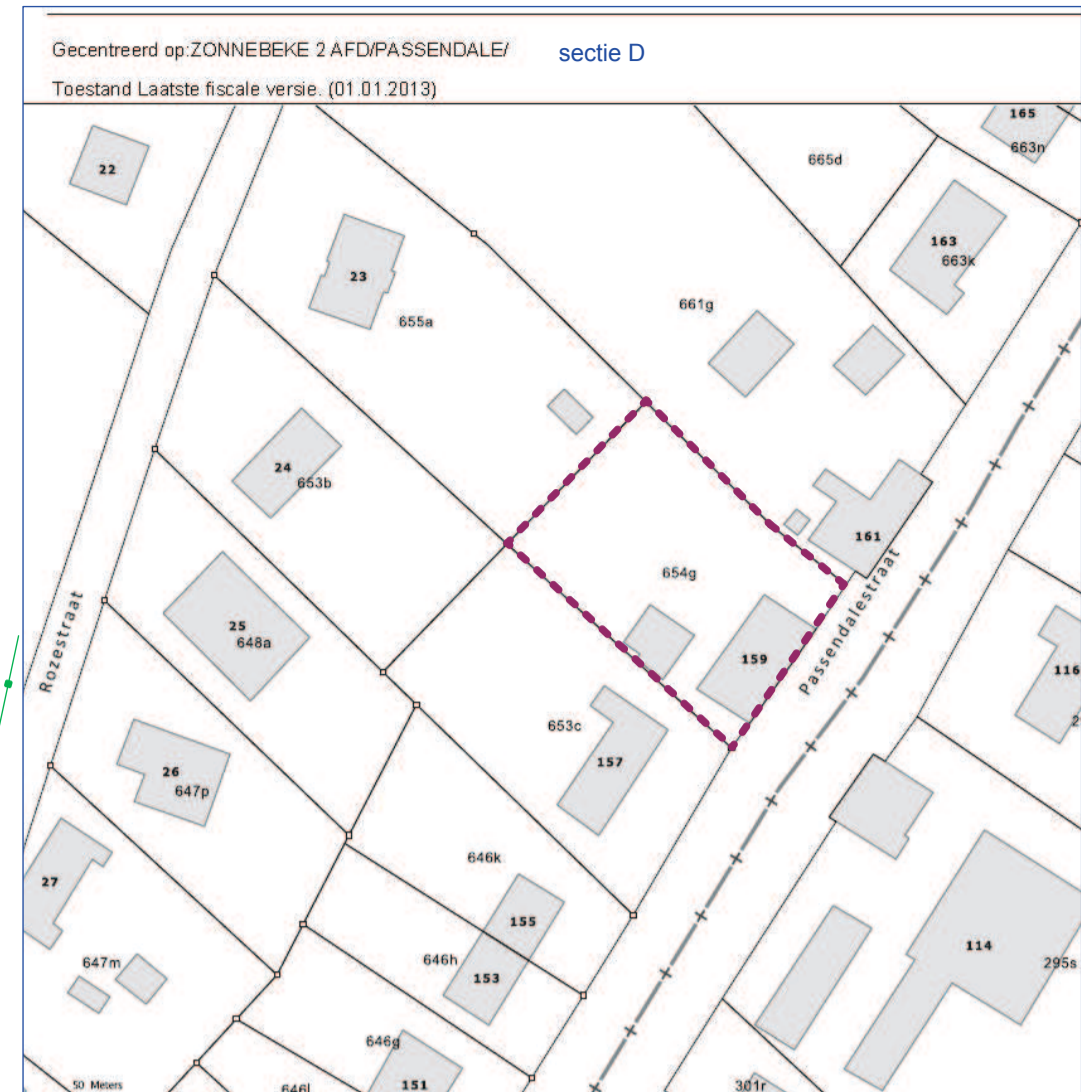 Gecentreerd op:ZONNEBEKE 2 AFD/PASSENDALE/ sectie D
Toestand Laatste fiscale versie. (01.01.2013)
165
663n
665d
22
163
663k
23
655a
661g
24
653b
161
654g
Passendalestraat
159
25
648a
Rozestraat
116
2
653c
157
26
647p
646k
27
155
114
295s
647m
646h
153
646g
50 Meters
646l
151
301r